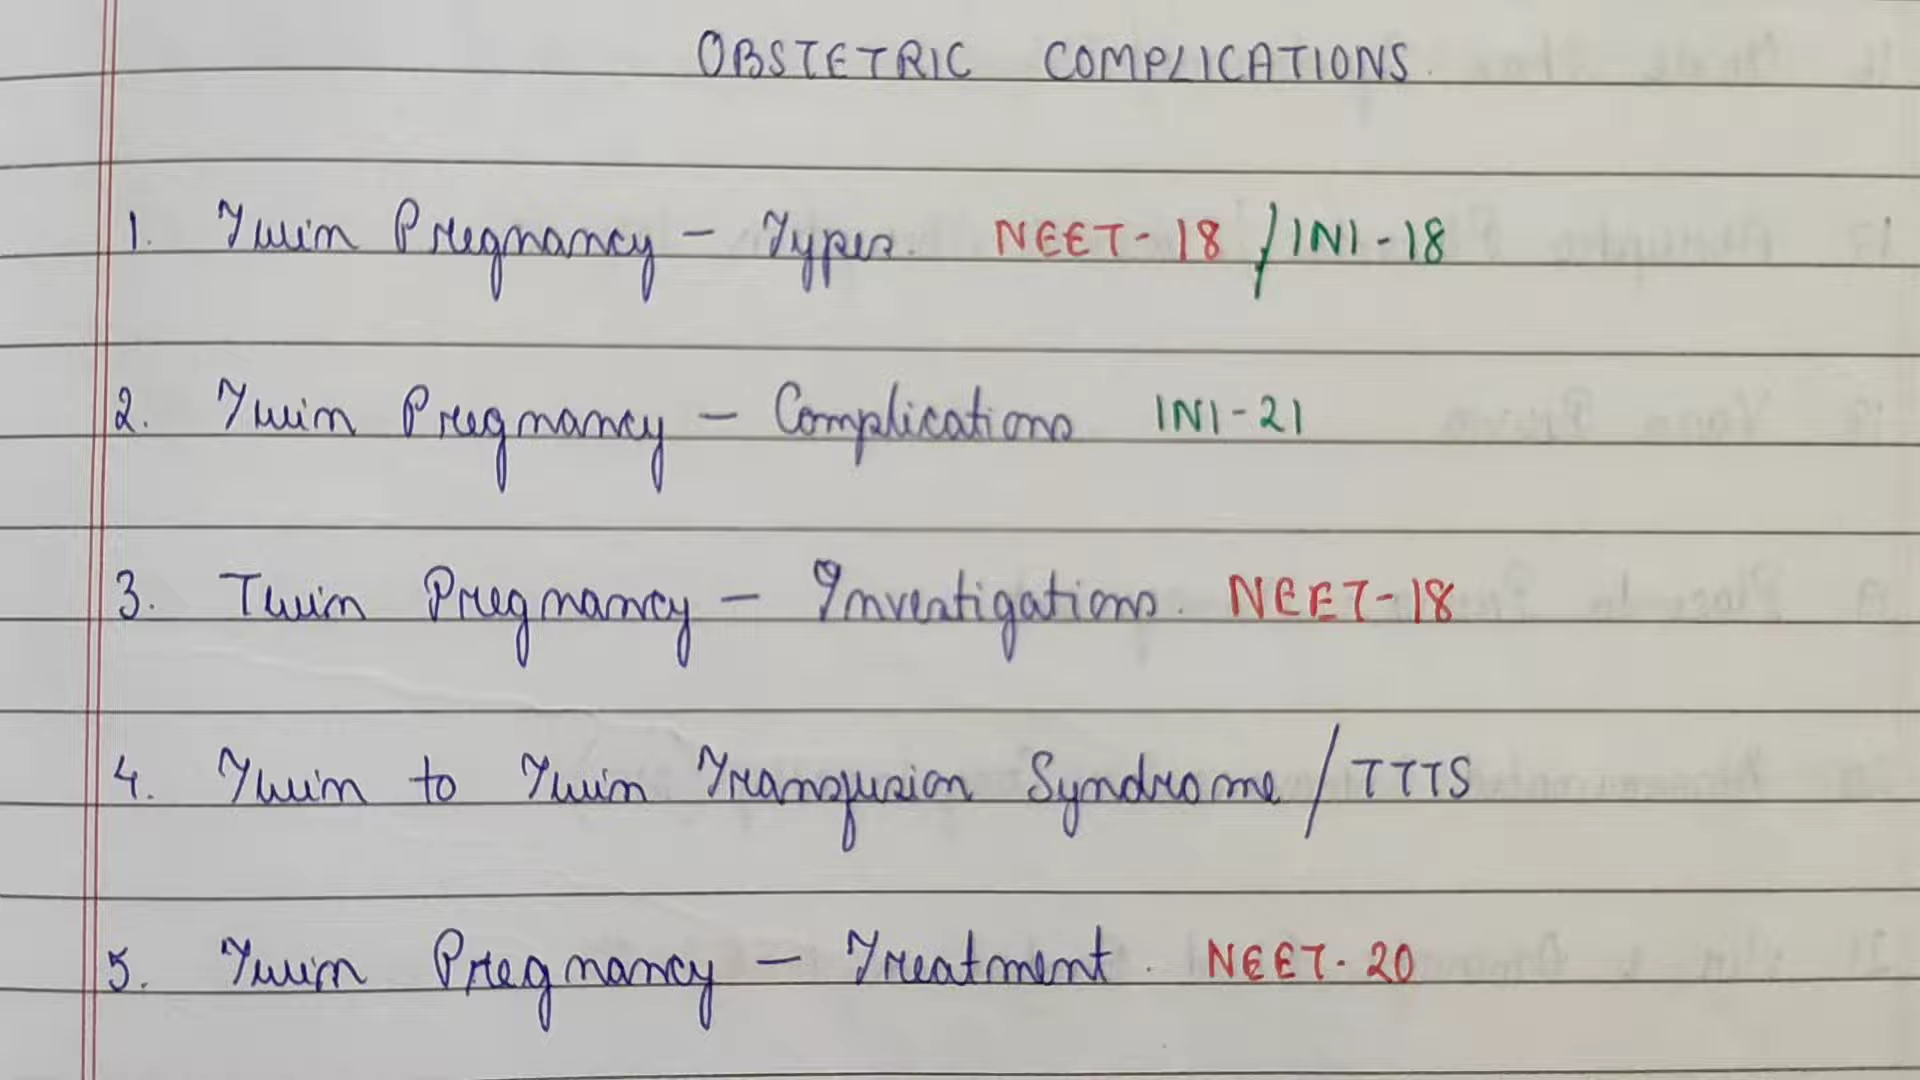 OBSTETRIC COMPLICATIONS.
1. Twin Pregnancy - Types. NEET-18 / INI-18
2. Twin Pregnancy - Complications INI-21
3. Twin Pregnancy - Investigations. NEET-18
4. Twin to Twin Transfusion Syndrome / TTTS
5. Twin Pregnancy - Treatment. NEET-20